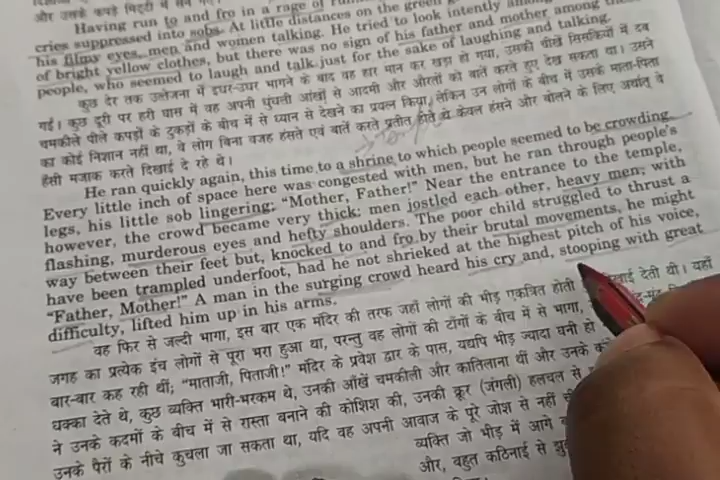 और उसके कपड़े मिट्टी में सन गए।
Having run to and fro in a rage of
cries suppressed into sobs. At little distances on the green
his filmy eyes, men and women talking. He tried to look intently among
of bright yellow clothes, but there was no sign of his father and mother among these
people, who seemed to laugh and talk just for the sake of laughing and talking.
कुछ देर तक उत्तेजना में इधर-उधर भागने के बाद वह हार मान कर खड़ा हो गया, उसकी चीखें सिसकियों में दब
गईं। कुछ दूरी पर हरी घास में वह अपनी धुंधली आंखों से आदमी और औरतों को बातें करते हुए देख सकता था। उसने
चमकीले पीले कपड़ों के टुकड़ों के बीच में से ध्यान से देखने का प्रयत्न किया, लेकिन उन लोगों के बीच में उसके माता-पिता
का कोई निशान नहीं था, ये लोग बिना वजह हंसते एवं बातें करते प्रतीत होते थे केवल हंसने और बोलने के लिए अर्थात् वे
हँसी मजाक करते दिखाई दे रहे थे।
He ran quickly again, this time to a shrine to which people seemed to be crowding.
Every little inch of space here was congested with men, but he ran through people's
legs, his little sob lingering; "Mother, Father!" Near the entrance to the temple,
however, the crowd became very thick: men jostled each other, heavy men, with
flashing, murderous eyes and hefty shoulders. The poor child struggled to thrust a
way between their feet but, knocked to and fro by their brutal movements, he might
have been trampled underfoot, had he not shrieked at the highest pitch of his voice,
"Father, Mother!" A man in the surging crowd heard his cry and, stooping with great
difficulty, lifted him up in his arms.
वह फिर से जल्दी भागा, इस बार एक मंदिर की तरफ जहाँ लोगों की भीड़ एकत्रित होती दिखाई देती थी। यहाँ
जगह का प्रत्येक इंच लोगों से पूरा भरा हुआ था, परन्तु वह लोगों की टाँगों के बीच में से भागा,
बार-बार कह रही थीं; "माताजी, पिताजी!" मंदिर के प्रवेश द्वार के पास, यद्यपि भीड़ ज्यादा घनी हो
धक्का देते थे, कुछ व्यक्ति भारी-भरकम थे, उनकी आँखें चमकीली और कातिलाना थीं और उनके
ने उनके कदमों के बीच में से रास्ता बनाने की कोशिश की, उनकी क्रूर (जंगली) हलचल से
उनके पैरों के नीचे कुचला जा सकता था, यदि वह अपनी आवाज के पूरे जोश से नहीं
व्यक्ति जो भीड़ में आगे
और, बहुत कठिनाई से